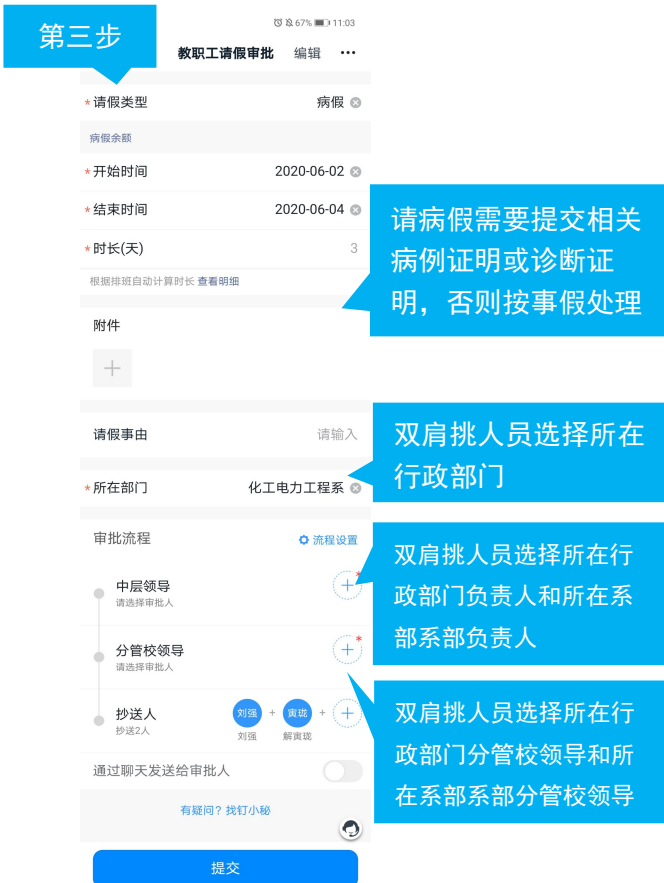 第三步
67% 11:03
教职工请假审批 编辑
*请假类型 病假
病假余额
*开始时间 2020-06-02
*结束时间 2020-06-04
*时长(天) 3
根据排班自动计算时长 查看明细
请病假需要提交相关
病例证明或诊断证
明，否则按事假处理
附件
请假事由 请输入
双肩挑人员选择所在
行政部门
*所在部门 化工电力工程系
审批流程 流程设置
中层领导 *
请选择审批人
双肩挑人员选择所在行
政部门负责人和所在系
部系部负责人
分管校领导 *
请选择审批人
抄送人 刘强 + 寅珑 +
抄送2人 刘强 解寅珑
双肩挑人员选择所在行
政部门分管校领导和所
在系部系部分管校领导
通过聊天发送给审批人
有疑问？找钉小秘
提交